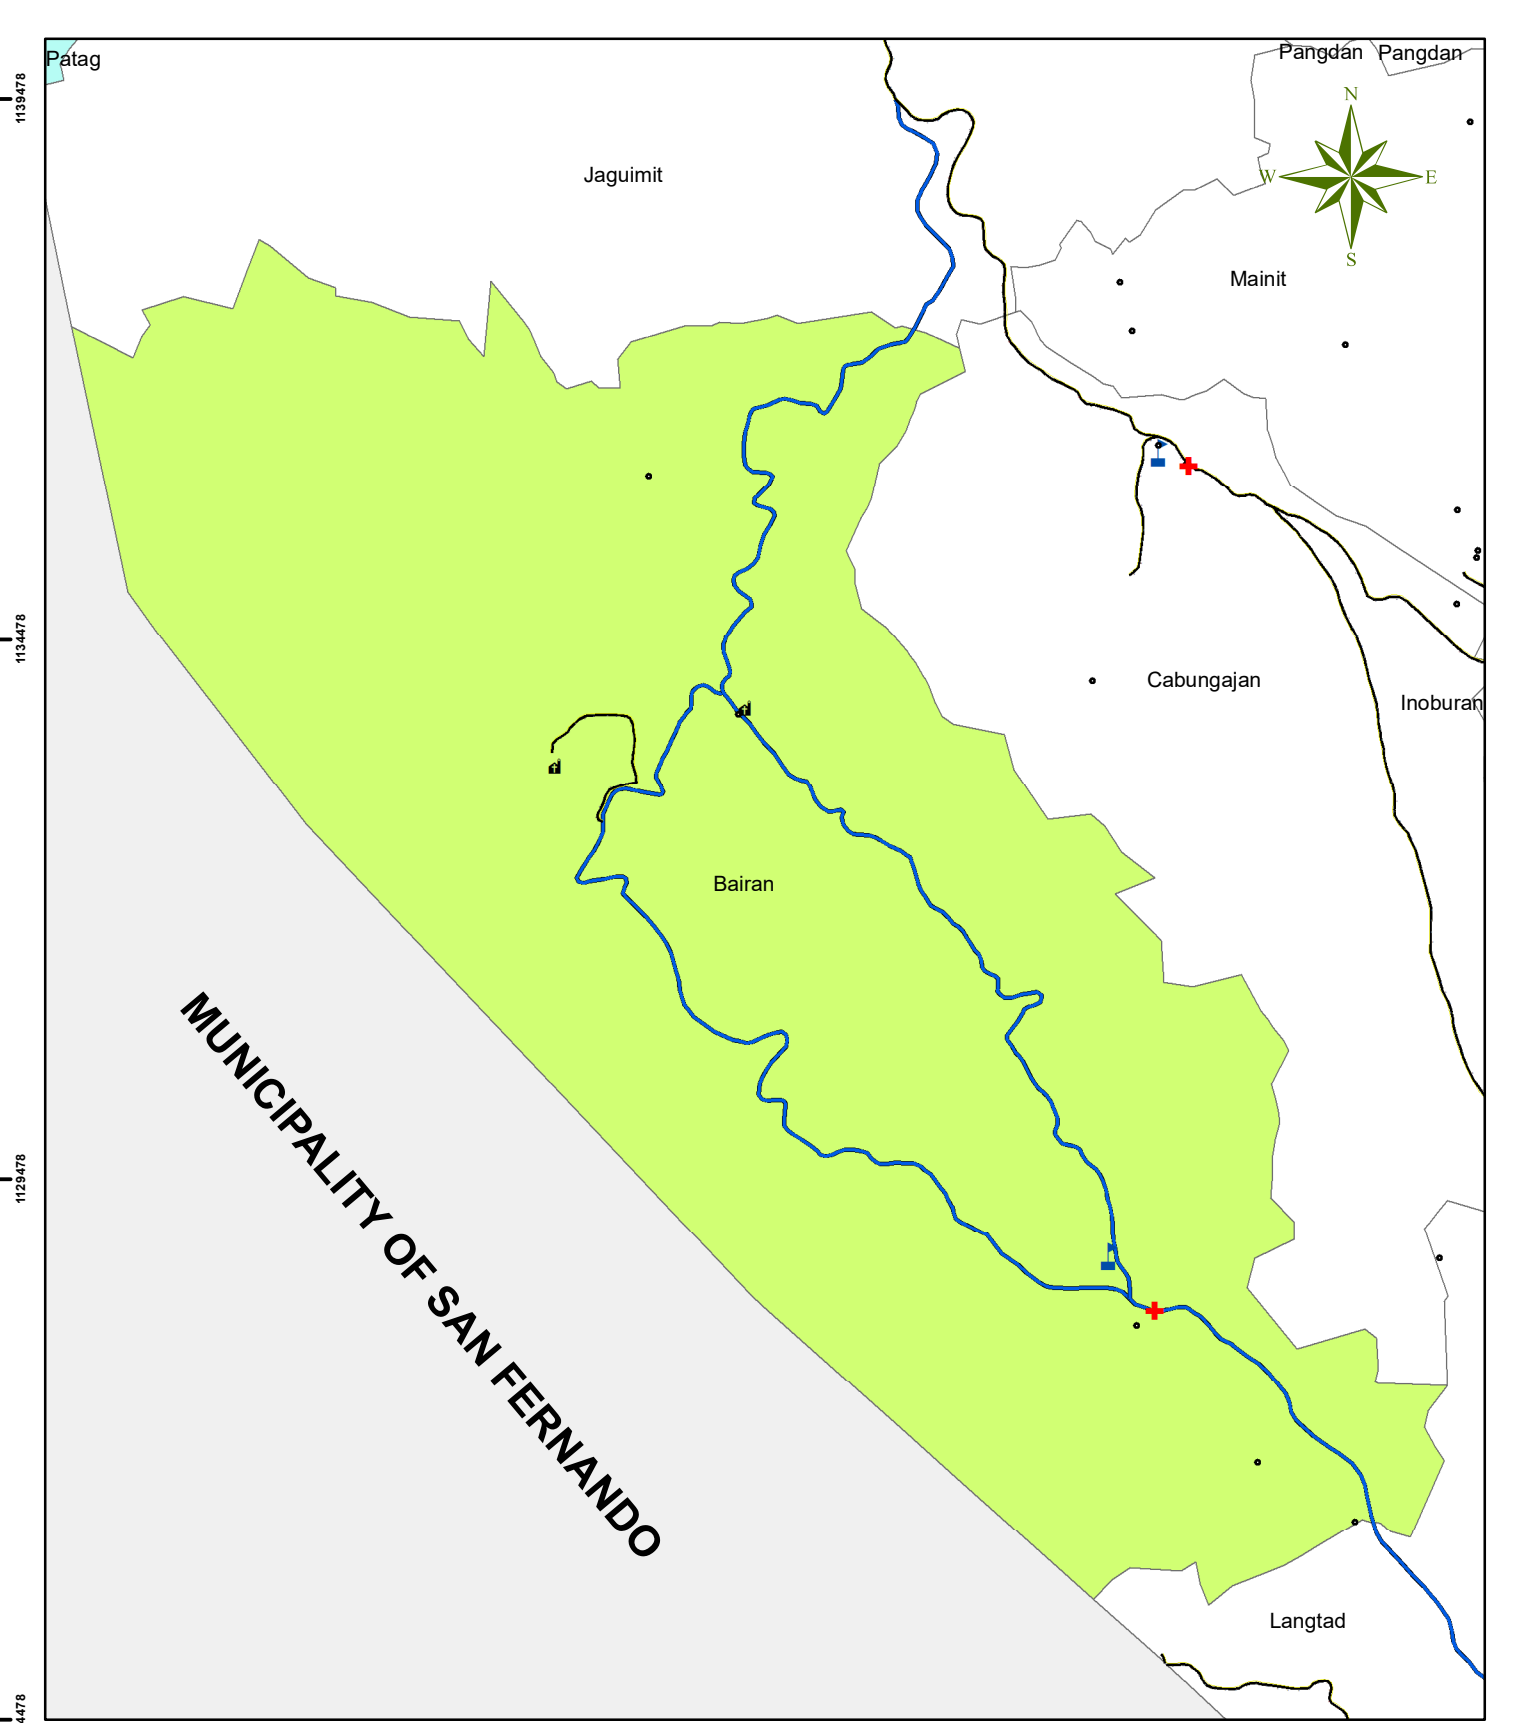 Patag
Pangdan
Pangdan
1139478
N
W
E
S
Jaguimit
Mainit
1134478
Cabungajan
Inoburan
Bairan
MUNICIPALITY OF SAN FERNANDO
1129478
Langtad
4478